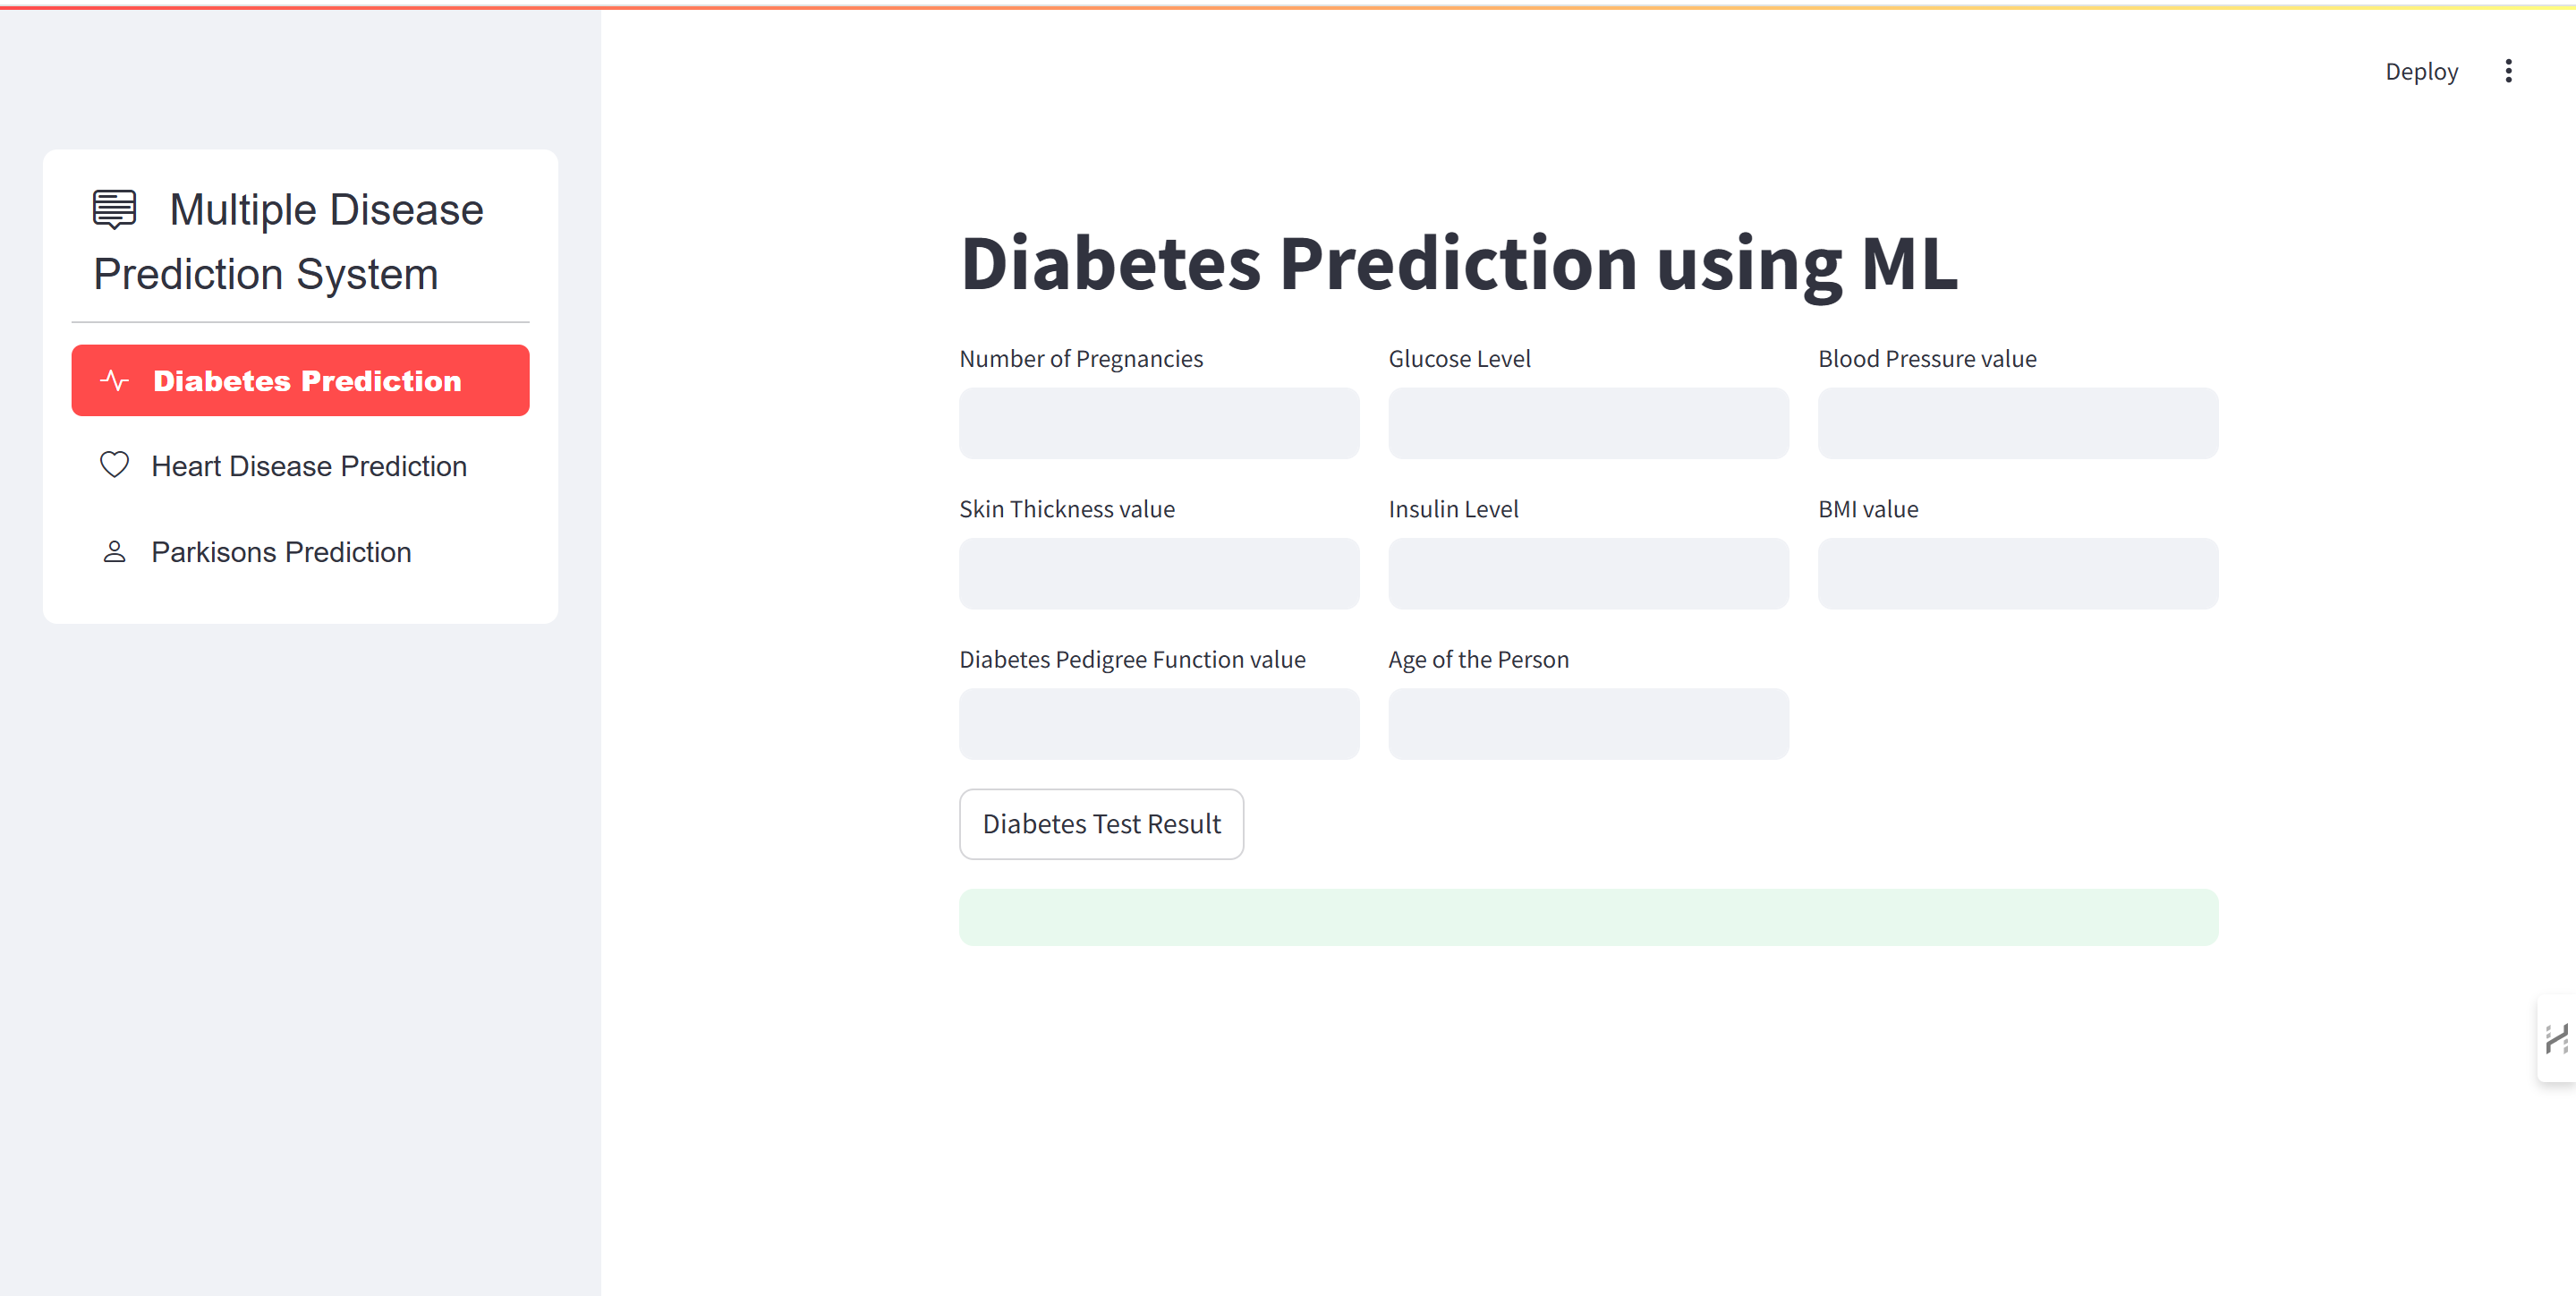 Deploy
Multiple Disease
Prediction System
Diabetes Prediction
Heart Disease Prediction
Parkisons Prediction
Diabetes Prediction using ML
Number of Pregnancies
Glucose Level
Blood Pressure value
Skin Thickness value
Insulin Level
BMI value
Diabetes Pedigree Function value
Age of the Person
Diabetes Test Result